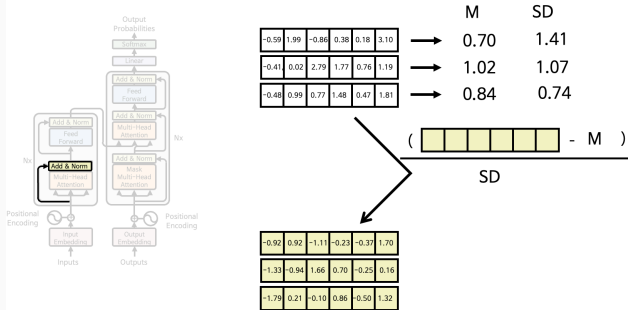 Output
Probabilities
Softmax
Linear
Add & Norm
Feed
Forward
Add & Norm
Multi-Head
Attention
Add & Norm
Feed
Forward
Nx
Nx
Add & Norm
Multi-Head
Attention
Add & Norm
Mask
Multi-Head
Attention
Positional
Encoding
Positional
Encoding
Input
Embedding
Output
Embedding
Inputs
Outputs
M SD
-0.59 1.99 -0.86 0.38 0.18 3.10 0.70 1.41
-0.41 0.02 2.79 1.77 0.76 1.19 1.02 1.07
-0.48 0.99 0.77 1.48 0.47 1.81 0.84 0.74
( - M )
SD
-0.92 0.92 -1.11 -0.23 -0.37 1.70
-1.33 -0.94 1.66 0.70 -0.25 0.16
-1.79 0.21 -0.10 0.86 -0.50 1.32